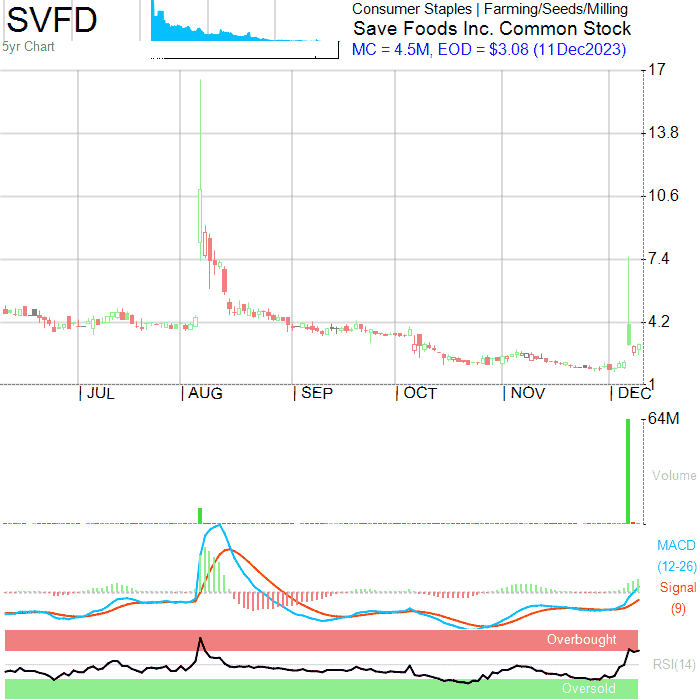 SVFD
5yr Chart
Consumer Staples | Farming/Seeds/Milling
Save Foods Inc. Common Stock
MC = 4.5M, EOD = $3.08 (11Dec2023)
17
13.8
10.6
7.4
4.2
1
JUL AUG SEP OCT NOV DEC
64M
Volume
MACD
(12-26)
Signal
(9)
Overbought
RSI(14)
Oversold